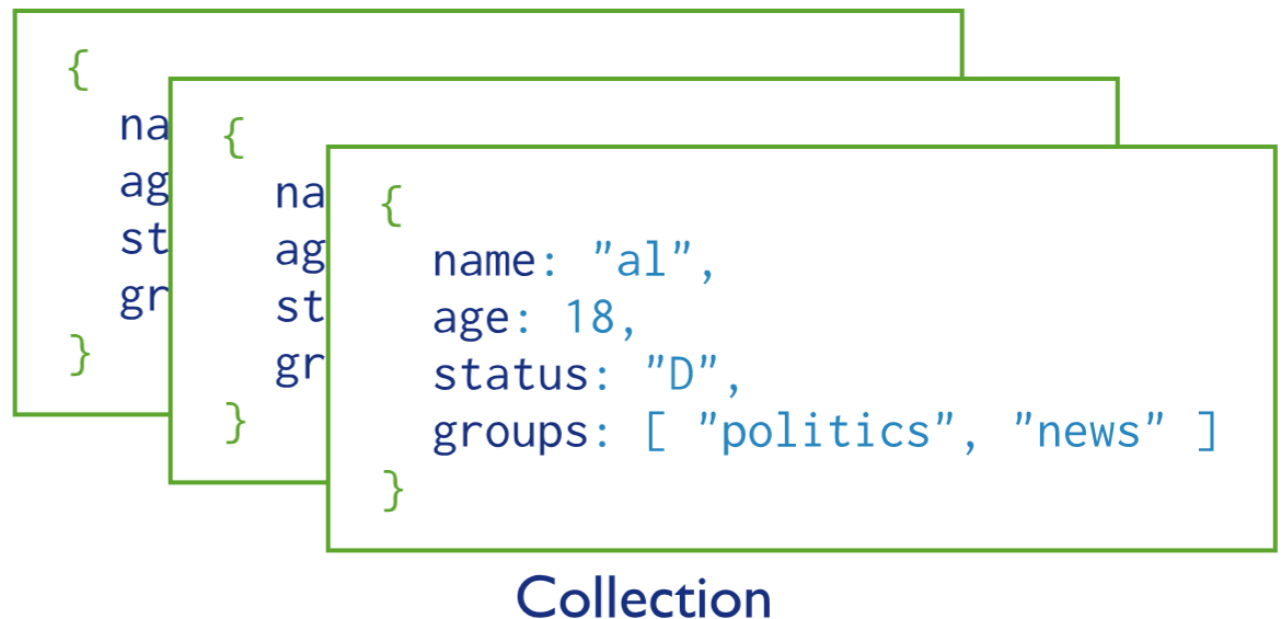 {
na
ag
st
gr
}
{
na
ag
st
gr
}
{
name: "al",
age: 18,
status: "D",
groups: [ "politics", "news" ]
}
Collection